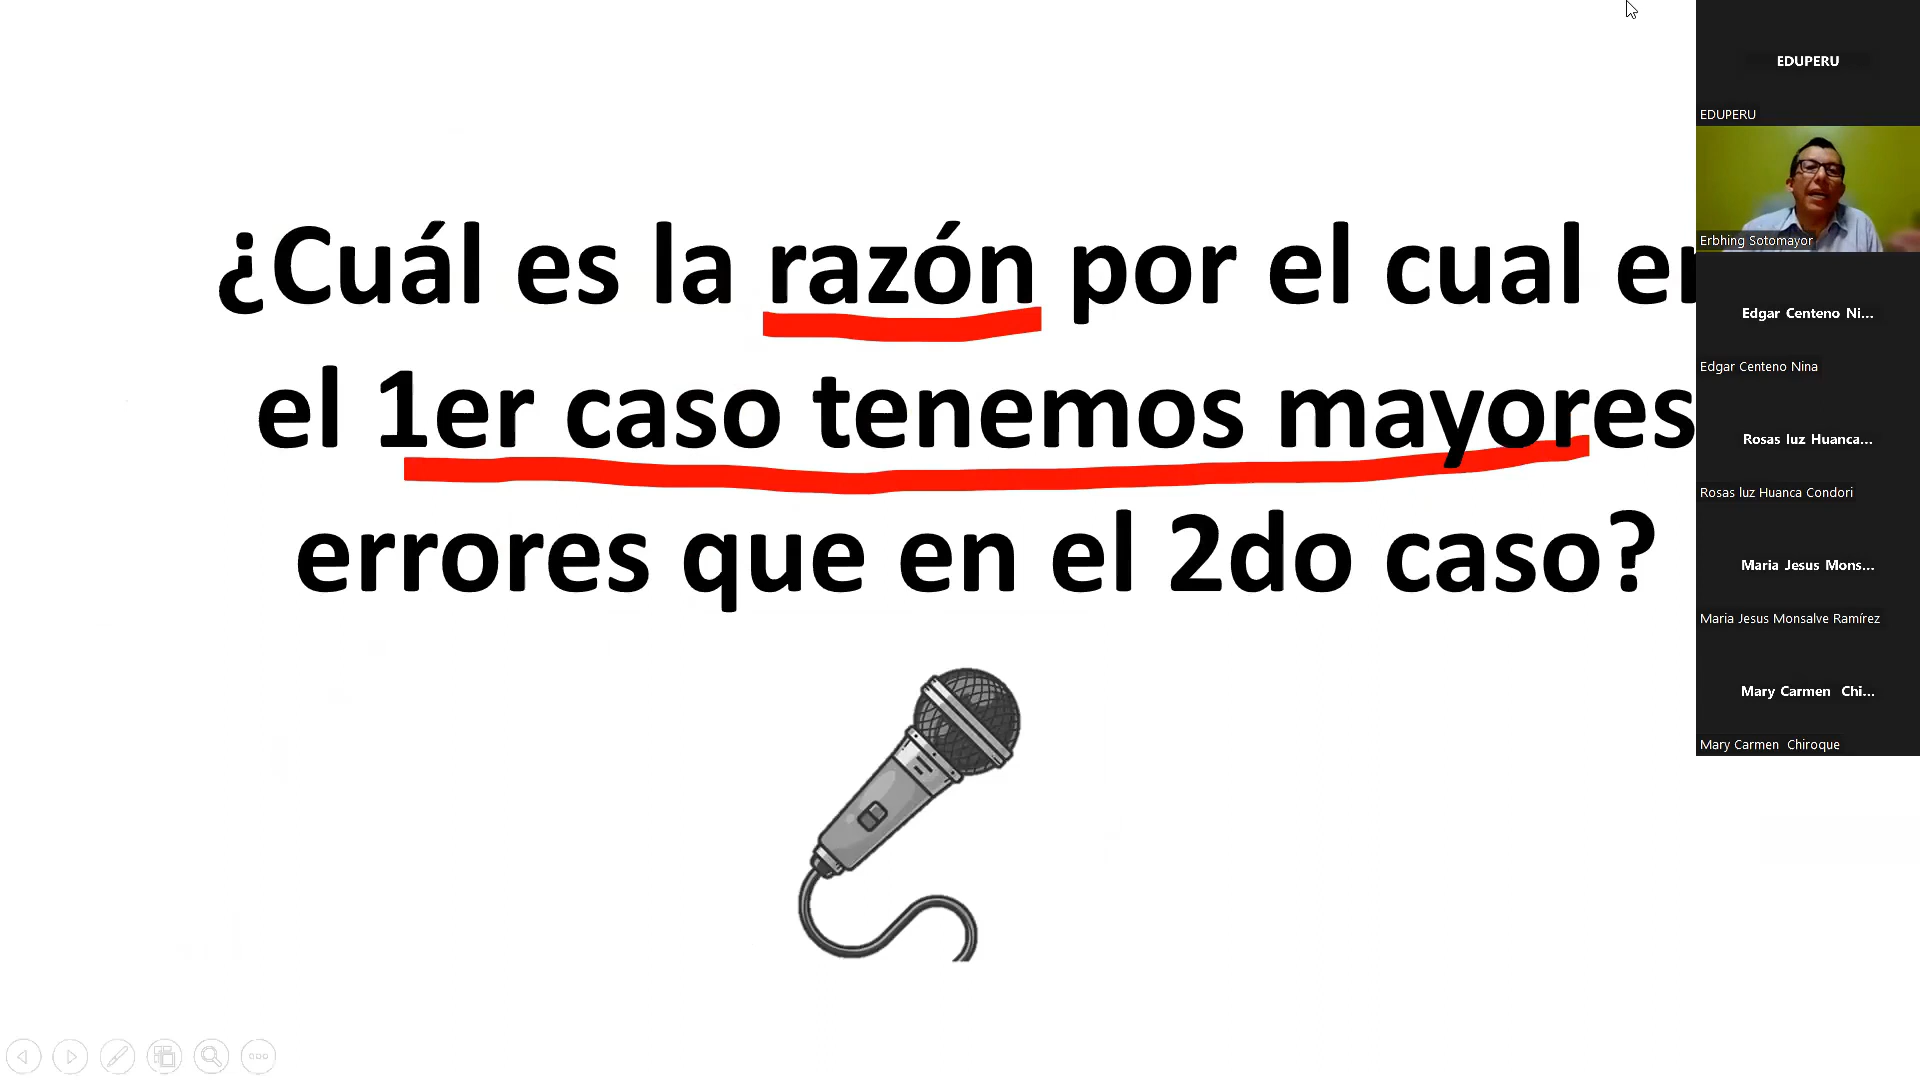 ¿Cuál es la razón por el cual en
el 1er caso tenemos mayores
errores que en el 2do caso?
EDUPERU
EDUPERU
Erbhing Sotomayor
Edgar Centeno Ni...
Edgar Centeno Nina
Rosas luz Huanca...
Rosas luz Huanca Condori
Maria Jesus Mons...
Maria Jesus Monsalve Ramírez
Mary Carmen Chi...
Mary Carmen Chiroque